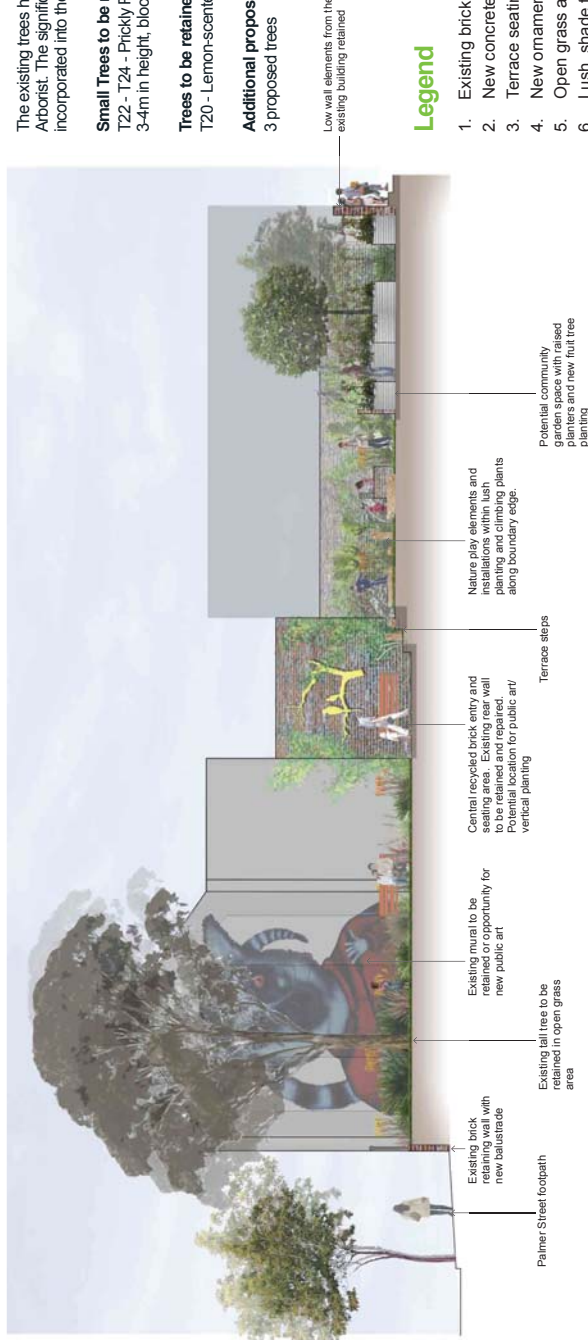 The existing trees h
Arborist. The signifi
incorporated into the
Small Trees to be
T22 - T24 - Prickly
3-4m in height, bloc
Trees to be retaine
T20 - Lemon-scente
Additional propos
3 proposed trees
Low wall elements from the
existing building retained
Legend
1. Existing brick
2. New concrete
3. Terrace seating
4. New ornamen
5. Open grass a
6. Lush, shade t
Palmer Street footpath
Existing brick
retaining wall with
new balustrade
Existing tall tree to be
retained in open grass
area
Existing mural to be
retained or opportunity for
new public art
Central recycled brick entry and
seating area. Existing rear wall
to be retained and repaired.
Potential location for public art/
vertical planting
Terrace steps
Nature play elements and
installations within lush
planting and climbing plants
along boundary edge.
Potential community
garden space with raised
planters and new fruit tree
planting